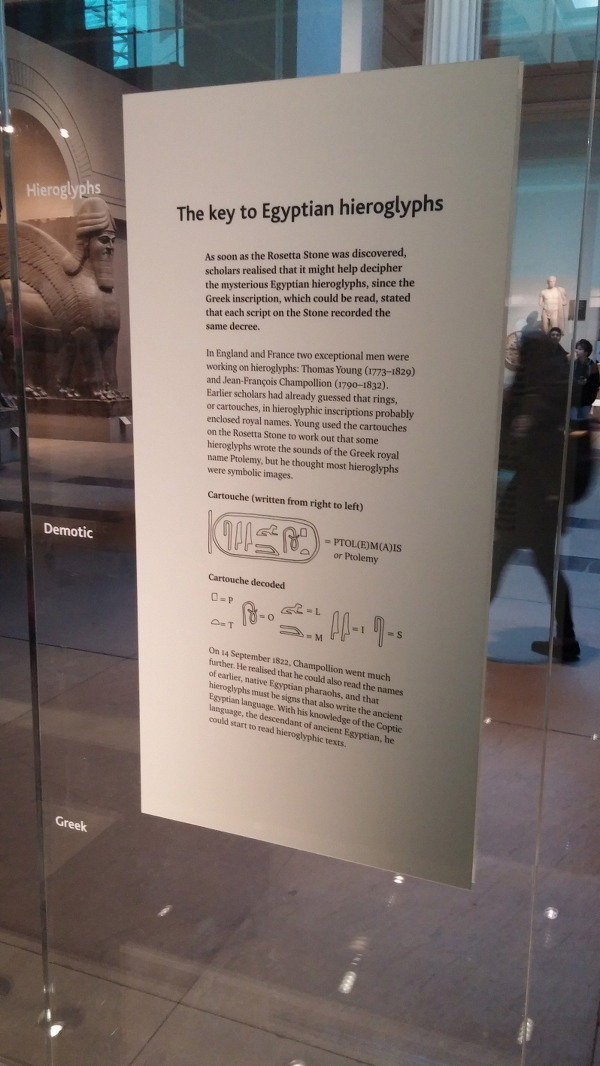 Hieroglyphs
The key to Egyptian hieroglyphs
As soon as the Rosetta Stone was discovered,
scholars realised that it might help decipher
the mysterious Egyptian hieroglyphs, since the
Greek inscription, which could be read, stated
that each script on the Stone recorded the
same decree.
In England and France two exceptional men were
working on hieroglyphs: Thomas Young (1773–1829)
and Jean-François Champollion (1790–1832).
Earlier scholars had already guessed that rings,
or cartouches, in hieroglyphic inscriptions probably
enclosed royal names. Young used the cartouches
on the Rosetta Stone to work out that some
hieroglyphs wrote the sounds of the Greek royal
name Ptolemy, but he thought most hieroglyphs
were symbolic images.
Cartouche (written from right to left)
= PTOL(E)M(A)IS
or Ptolemy
Cartouche decoded
= P
= T
= O
= L
= M
= I
= S
On 14 September 1822, Champollion went much
further. He realised that he could also read the names
of earlier, native Egyptian pharaohs, and that
hieroglyphs must be signs that also write the ancient
Egyptian language. With his knowledge of the Coptic
language, the descendant of ancient Egyptian, he
could start to read hieroglyphic texts.
Demotic
Greek